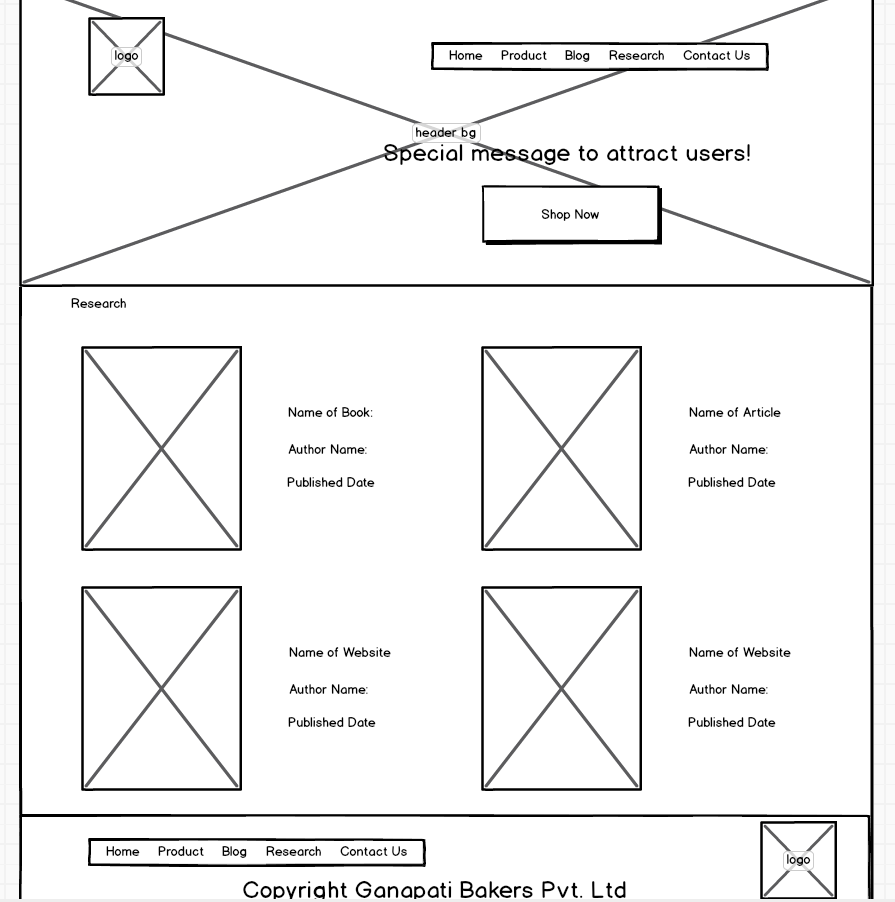 logo
Home Product Blog Research Contact Us
header bg
Special message to attract users!
Shop Now
Research
Name of Book:
Author Name:
Published Date
Name of Article
Author Name:
Published Date
Name of Website
Author Name:
Published Date
Name of Website
Author Name:
Published Date
Home Product Blog Research Contact Us
logo
Copyright Ganapati Bakers Pvt. Ltd